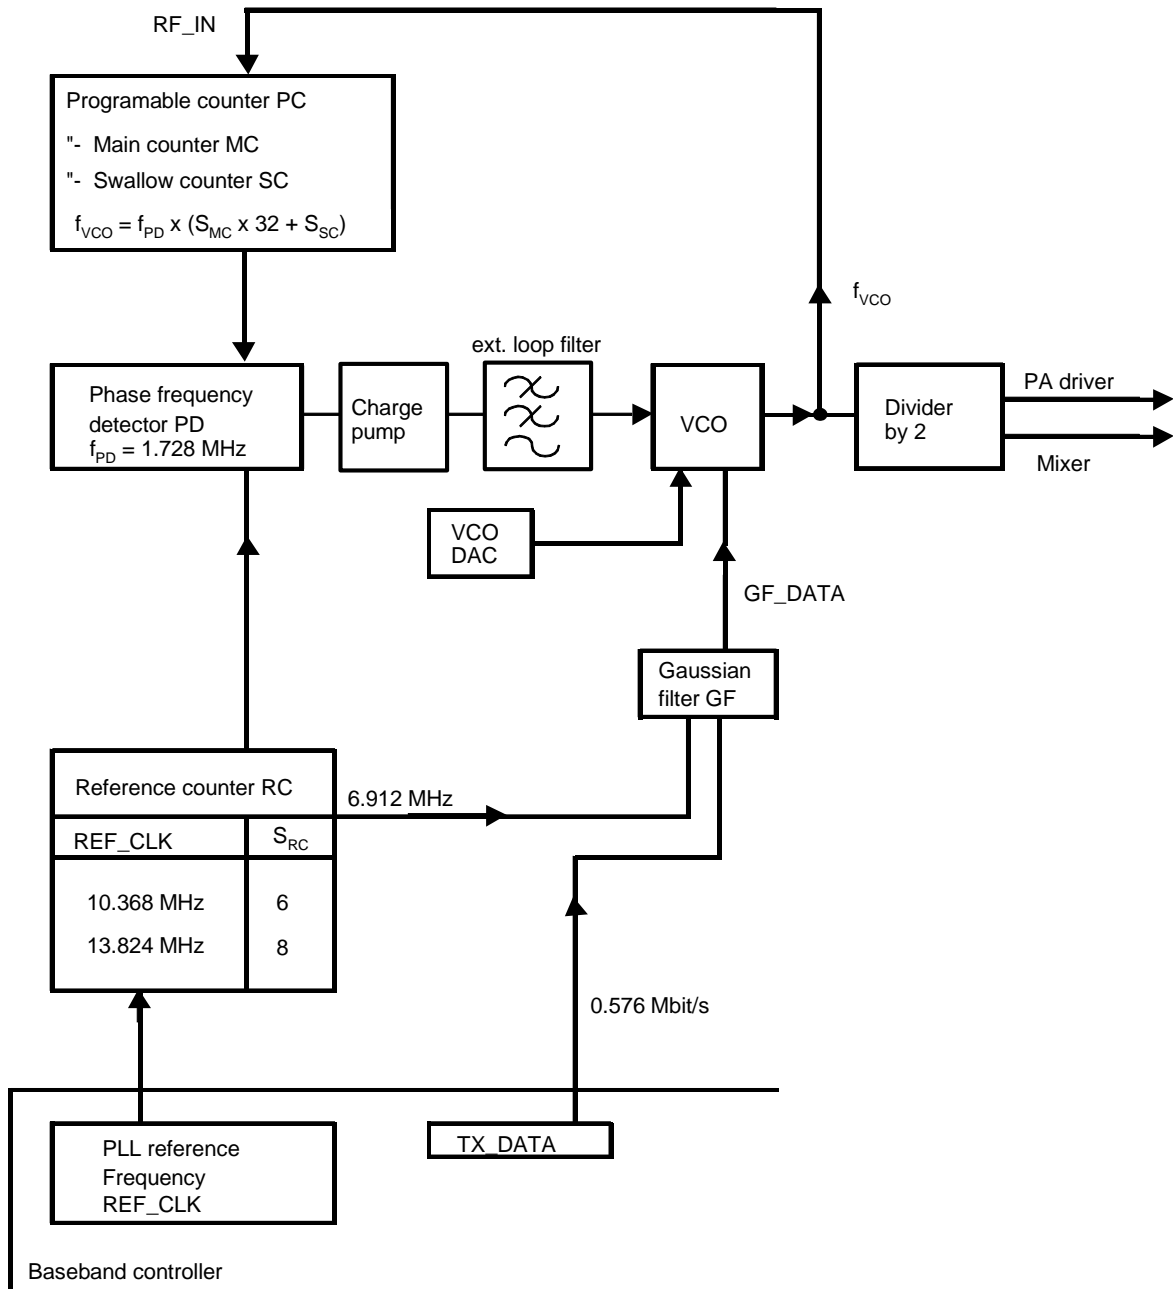 RF_IN
Programable counter PC
"- Main counter MC
"- Swallow counter SC
fVCO = fPD x (SMC x 32 + SSC)
fVCO
ext. loop filter
Phase frequency
detector PD
fPD = 1.728 MHz
Charge
pump
VCO
Divider
by 2
PA driver
Mixer
VCO
DAC
GF_DATA
Gaussian
filter GF
Reference counter RC
6.912 MHz
REF_CLK SRC
10.368 MHz 6
13.824 MHz 8
0.576 Mbit/s
PLL reference
Frequency
REF_CLK
TX_DATA
Baseband controller